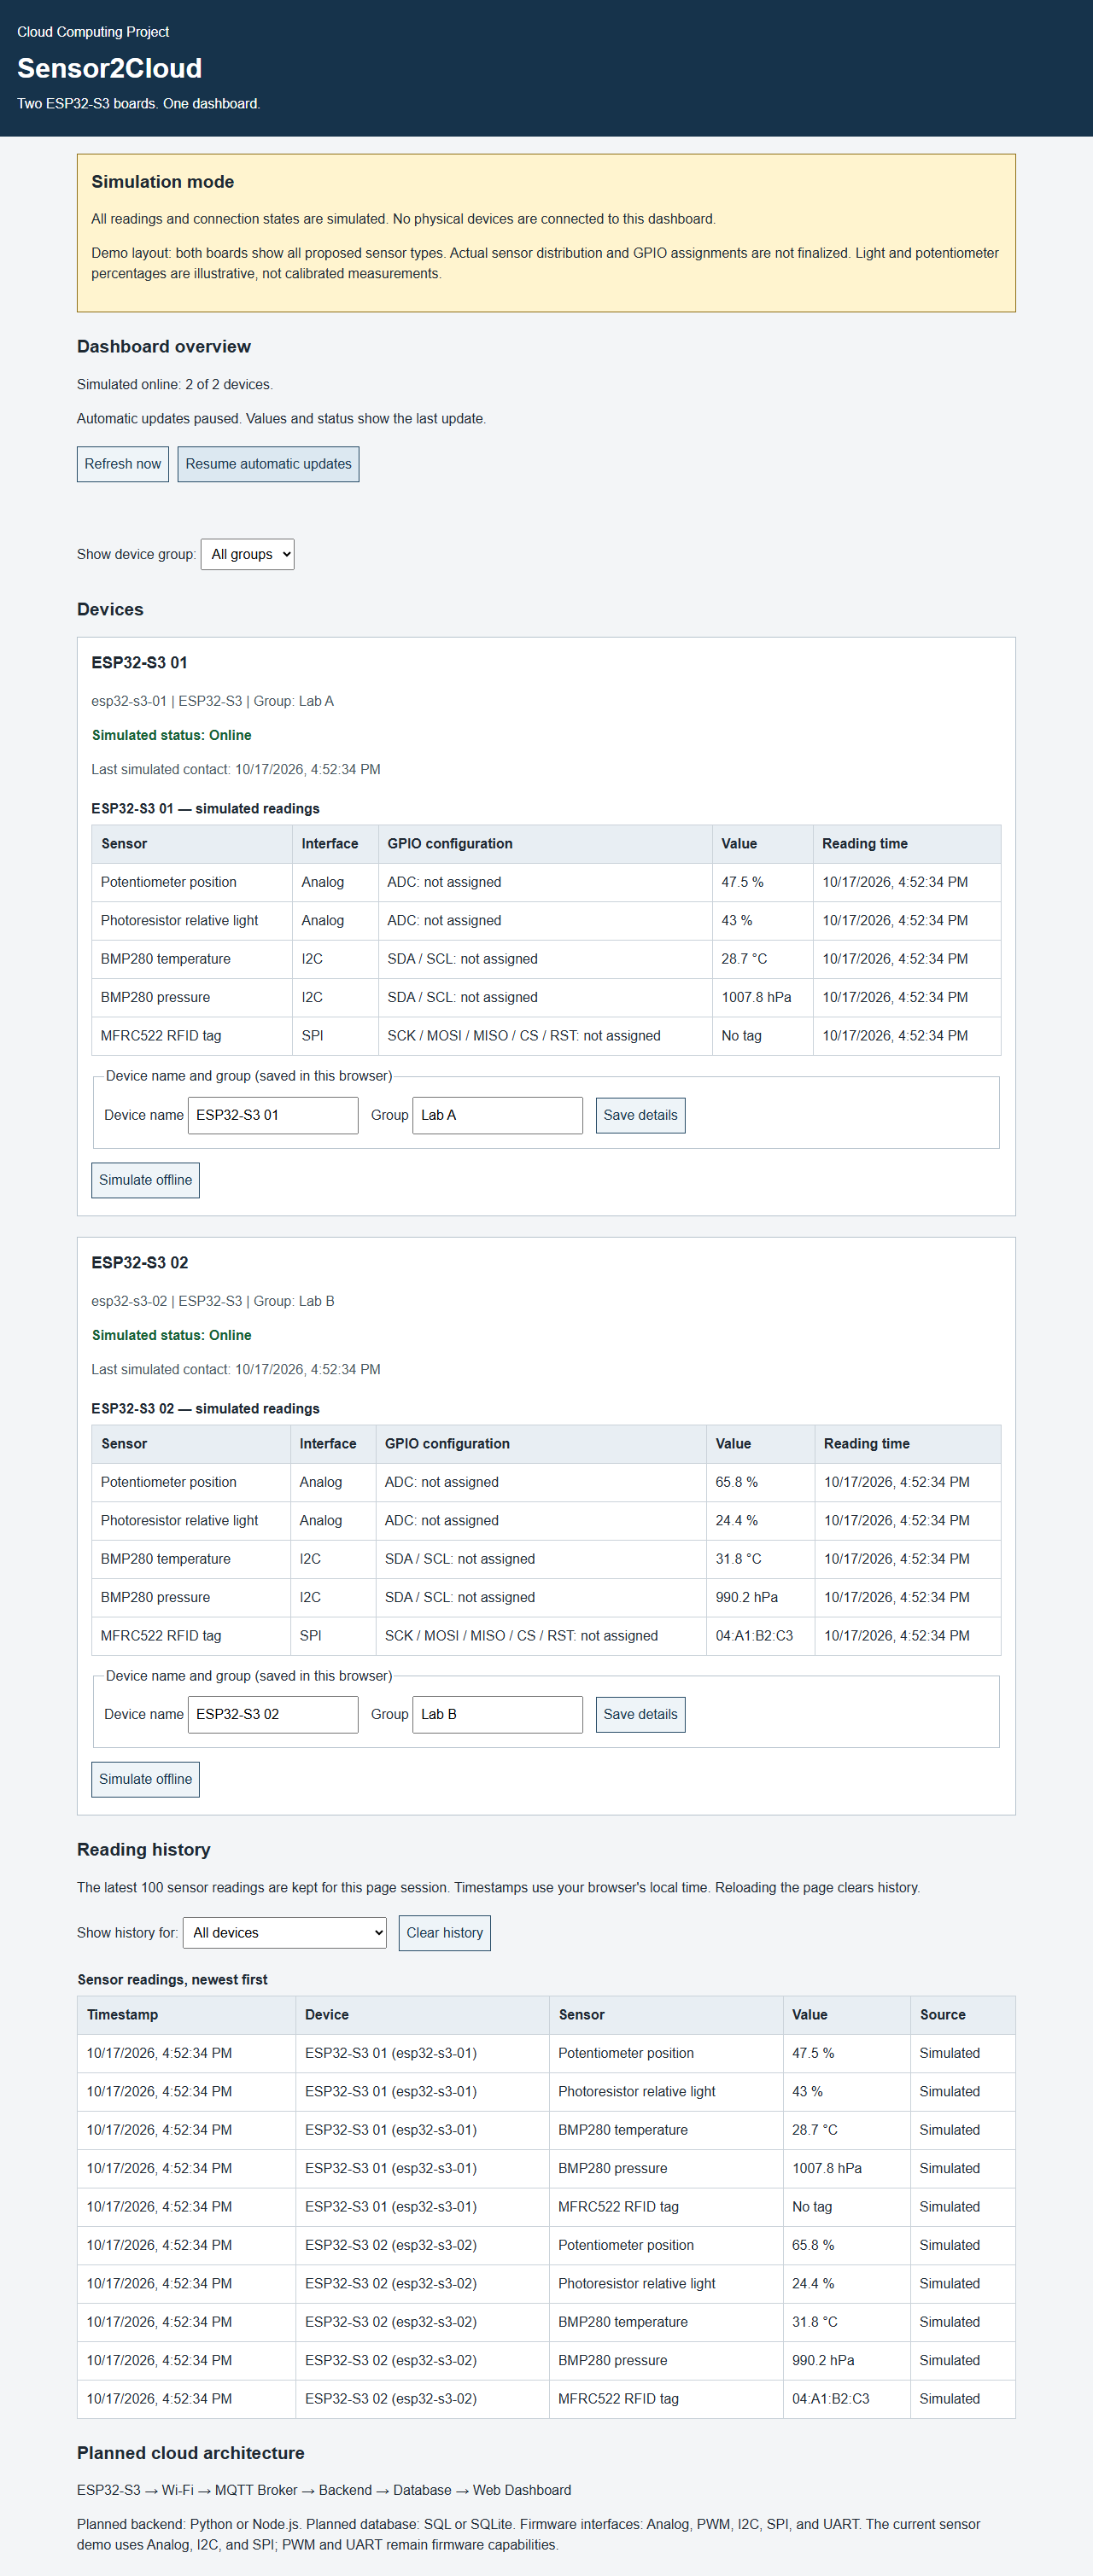 Cloud Computing Project
Sensor2Cloud
Two ESP32-S3 boards. One dashboard.
Simulation mode
All readings and connection states are simulated. No physical devices are connected to this dashboard.
Demo layout: both boards show all proposed sensor types. Actual sensor distribution and GPIO assignments are not finalized. Light and potentiometer
percentages are illustrative, not calibrated measurements.
Dashboard overview
Simulated online: 2 of 2 devices.
Automatic updates paused. Values and status show the last update.
Refresh now Resume automatic updates
Show device group: All groups
Devices
ESP32-S3 01
esp32-s3-01 | ESP32-S3 | Group: Lab A
Simulated status: Online
Last simulated contact: 10/17/2026, 4:52:34 PM
ESP32-S3 01 — simulated readings
Sensor Interface GPIO configuration Value Reading time
Potentiometer position Analog ADC: not assigned 47.5 % 10/17/2026, 4:52:34 PM
Photoresistor relative light Analog ADC: not assigned 43 % 10/17/2026, 4:52:34 PM
BMP280 temperature I2C SDA / SCL: not assigned 28.7 °C 10/17/2026, 4:52:34 PM
BMP280 pressure I2C SDA / SCL: not assigned 1007.8 hPa 10/17/2026, 4:52:34 PM
MFRC522 RFID tag SPI SCK / MOSI / MISO / CS / RST: not assigned No tag 10/17/2026, 4:52:34 PM
Device name and group (saved in this browser)
Device name ESP32-S3 01 Group Lab A Save details
Simulate offline
ESP32-S3 02
esp32-s3-02 | ESP32-S3 | Group: Lab B
Simulated status: Online
Last simulated contact: 10/17/2026, 4:52:34 PM
ESP32-S3 02 — simulated readings
Sensor Interface GPIO configuration Value Reading time
Potentiometer position Analog ADC: not assigned 65.8 % 10/17/2026, 4:52:34 PM
Photoresistor relative light Analog ADC: not assigned 24.4 % 10/17/2026, 4:52:34 PM
BMP280 temperature I2C SDA / SCL: not assigned 31.8 °C 10/17/2026, 4:52:34 PM
BMP280 pressure I2C SDA / SCL: not assigned 990.2 hPa 10/17/2026, 4:52:34 PM
MFRC522 RFID tag SPI SCK / MOSI / MISO / CS / RST: not assigned 04:A1:B2:C3 10/17/2026, 4:52:34 PM
Device name and group (saved in this browser)
Device name ESP32-S3 02 Group Lab B Save details
Simulate offline
Reading history
The latest 100 sensor readings are kept for this page session. Timestamps use your browser's local time. Reloading the page clears history.
Show history for: All devices Clear history
Sensor readings, newest first
Timestamp Device Sensor Value Source
10/17/2026, 4:52:34 PM ESP32-S3 01 (esp32-s3-01) Potentiometer position 47.5 % Simulated
10/17/2026, 4:52:34 PM ESP32-S3 01 (esp32-s3-01) Photoresistor relative light 43 % Simulated
10/17/2026, 4:52:34 PM ESP32-S3 01 (esp32-s3-01) BMP280 temperature 28.7 °C Simulated
10/17/2026, 4:52:34 PM ESP32-S3 01 (esp32-s3-01) BMP280 pressure 1007.8 hPa Simulated
10/17/2026, 4:52:34 PM ESP32-S3 01 (esp32-s3-01) MFRC522 RFID tag No tag Simulated
10/17/2026, 4:52:34 PM ESP32-S3 02 (esp32-s3-02) Potentiometer position 65.8 % Simulated
10/17/2026, 4:52:34 PM ESP32-S3 02 (esp32-s3-02) Photoresistor relative light 24.4 % Simulated
10/17/2026, 4:52:34 PM ESP32-S3 02 (esp32-s3-02) BMP280 temperature 31.8 °C Simulated
10/17/2026, 4:52:34 PM ESP32-S3 02 (esp32-s3-02) BMP280 pressure 990.2 hPa Simulated
10/17/2026, 4:52:34 PM ESP32-S3 02 (esp32-s3-02) MFRC522 RFID tag 04:A1:B2:C3 Simulated
Planned cloud architecture
ESP32-S3 → Wi-Fi → MQTT Broker → Backend → Database → Web Dashboard
Planned backend: Python or Node.js. Planned database: SQL or SQLite. Firmware interfaces: Analog, PWM, I2C, SPI, and UART. The current sensor
demo uses Analog, I2C, and SPI; PWM and UART remain firmware capabilities.